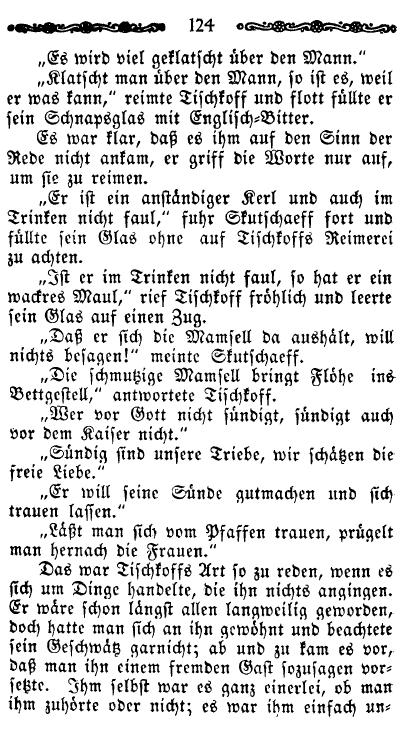 124
„Es wird viel geklatscht über den Mann.“
„Klatscht man über den Mann, so ist es, weil
er was kann,“ reimte Tischkoff und flott füllte er
sein Schnapsglas mit Englisch-Bitter.
Es war klar, daß es ihm auf den Sinn der
Rede nicht ankam, er griff die Worte nur auf,
um sie zu reimen.
„Er ist ein anständiger Kerl und auch im
Trinken nicht faul,“ fuhr Skutschaeff fort und
füllte sein Glas ohne auf Tischkoffs Reimerei
zu achten.
„Ist er im Trinken nicht faul, so hat er ein
wackres Maul,“ rief Tischkoff fröhlich und leerte
sein Glas auf einen Zug.
„Daß er sich die Mamsell da aushält, will
nichts besagen!“ meinte Skutschaeff.
„Die schmutzige Mamsell bringt Flöhe ins
Bettgestell,“ antwortete Tischkoff.
„Wer vor Gott nicht sündigt, sündigt auch
vor dem Kaiser nicht.“
„Sündig sind unsere Triebe, wir schätzen die
freie Liebe.“
„Er will seine Sünde gutmachen und sich
trauen lassen.“
„Läßt man sich vom Pfaffen trauen, prügelt
man hernach die Frauen.“
Das war Tischkoffs Art so zu reden, wenn es
sich um Dinge handelte, die ihn nichts angingen.
Er wäre schon längst allen langweilig geworden,
doch hatte man sich an ihn gewöhnt und beachtete
sein Geschwätz garnicht; ab und zu kam es vor,
daß man ihn einem fremden Gast sozusagen vor-
setzte. Ihm selbst war es ganz einerlei, ob man
ihm zuhörte oder nicht; es war ihm einfach un-